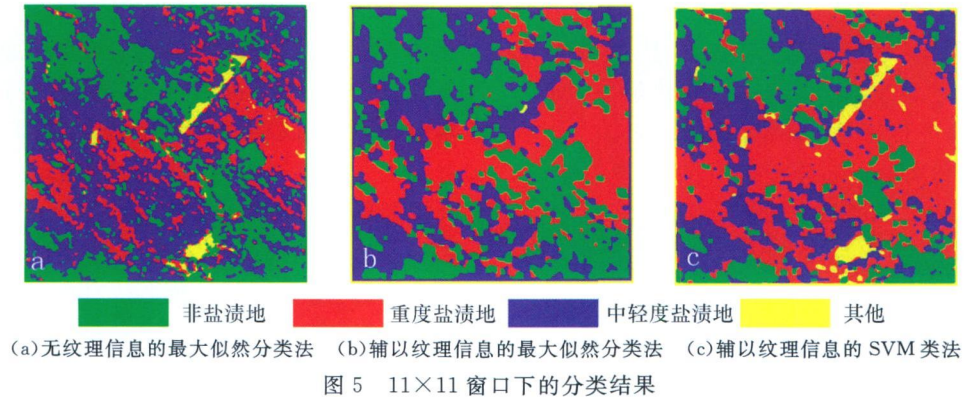 a b c
非盐渍地 重度盐渍地 中轻度盐渍地 其他
(a)无纹理信息的最大似然分类法 (b)辅以纹理信息的最大似然分类法 (c)辅以纹理信息的 SVM 类法
图 5 11×11 窗口下的分类结果